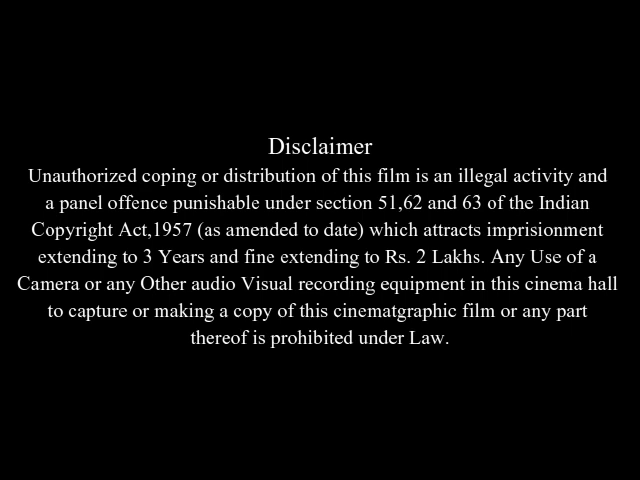 Disclaimer
Unauthorized coping or distribution of this film is an illegal activity and
a panel offence punishable under section 51,62 and 63 of the Indian
Copyright Act,1957 (as amended to date) which attracts imprisionment
extending to 3 Years and fine extending to Rs. 2 Lakhs. Any Use of a
Camera or any Other audio Visual recording equipment in this cinema hall
to capture or making a copy of this cinematgraphic film or any part
thereof is prohibited under Law.